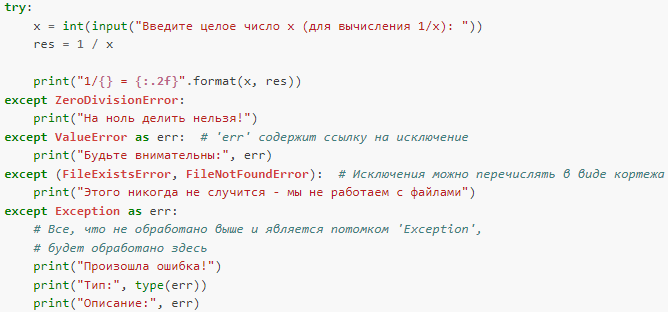 try:
    x = int(input("Введите целое число x (для вычисления 1/x): "))
    res = 1 / x

    print("1/{} = {:.2f}".format(x, res))
except ZeroDivisionError:
    print("На ноль делить нельзя!")
except ValueError as err:  # 'err' содержит ссылку на исключение
    print("Будьте внимательны:", err)
except (FileExistsError, FileNotFoundError):  # Исключения можно перечислять в виде кортежа
    print("Этого никогда не случится - мы не работаем с файлами")
except Exception as err:
    # Все, что не обработано выше и является потомком 'Exception',
    # будет обработано здесь
    print("Произошла ошибка!")
    print("Тип:", type(err))
    print("Описание:", err)